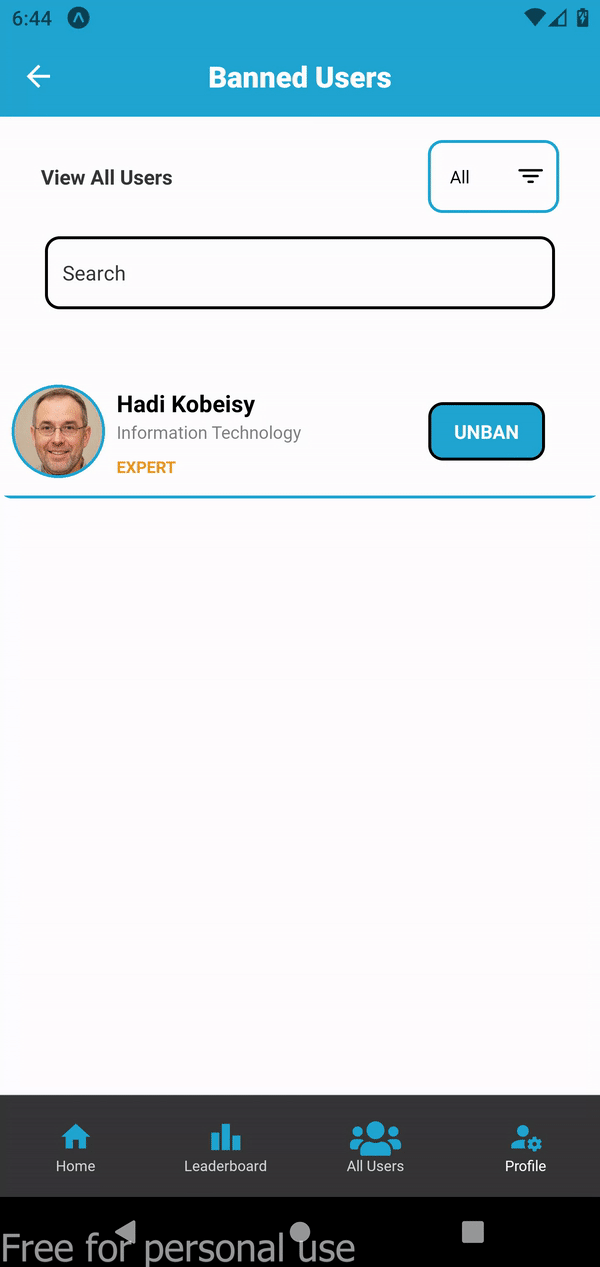 6:44
Banned Users
View All Users
All
Search
Hadi Kobeisy
Information Technology
EXPERT
UNBAN
Home
Leaderboard
All Users
Profile
Free for personal use